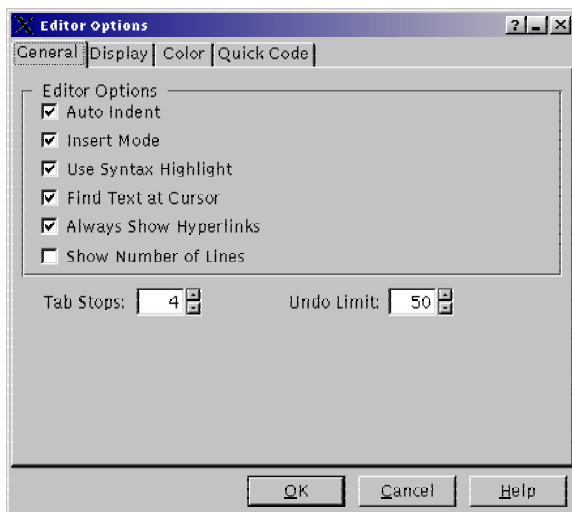 Editor Options
General Display Color Quick Code
Editor Options
Auto Indent
Insert Mode
Use Syntax Highlight
Find Text at Cursor
Always Show Hyperlinks
Show Number of Lines
Tab Stops: 4 Undo Limit: 50
OK Cancel Help